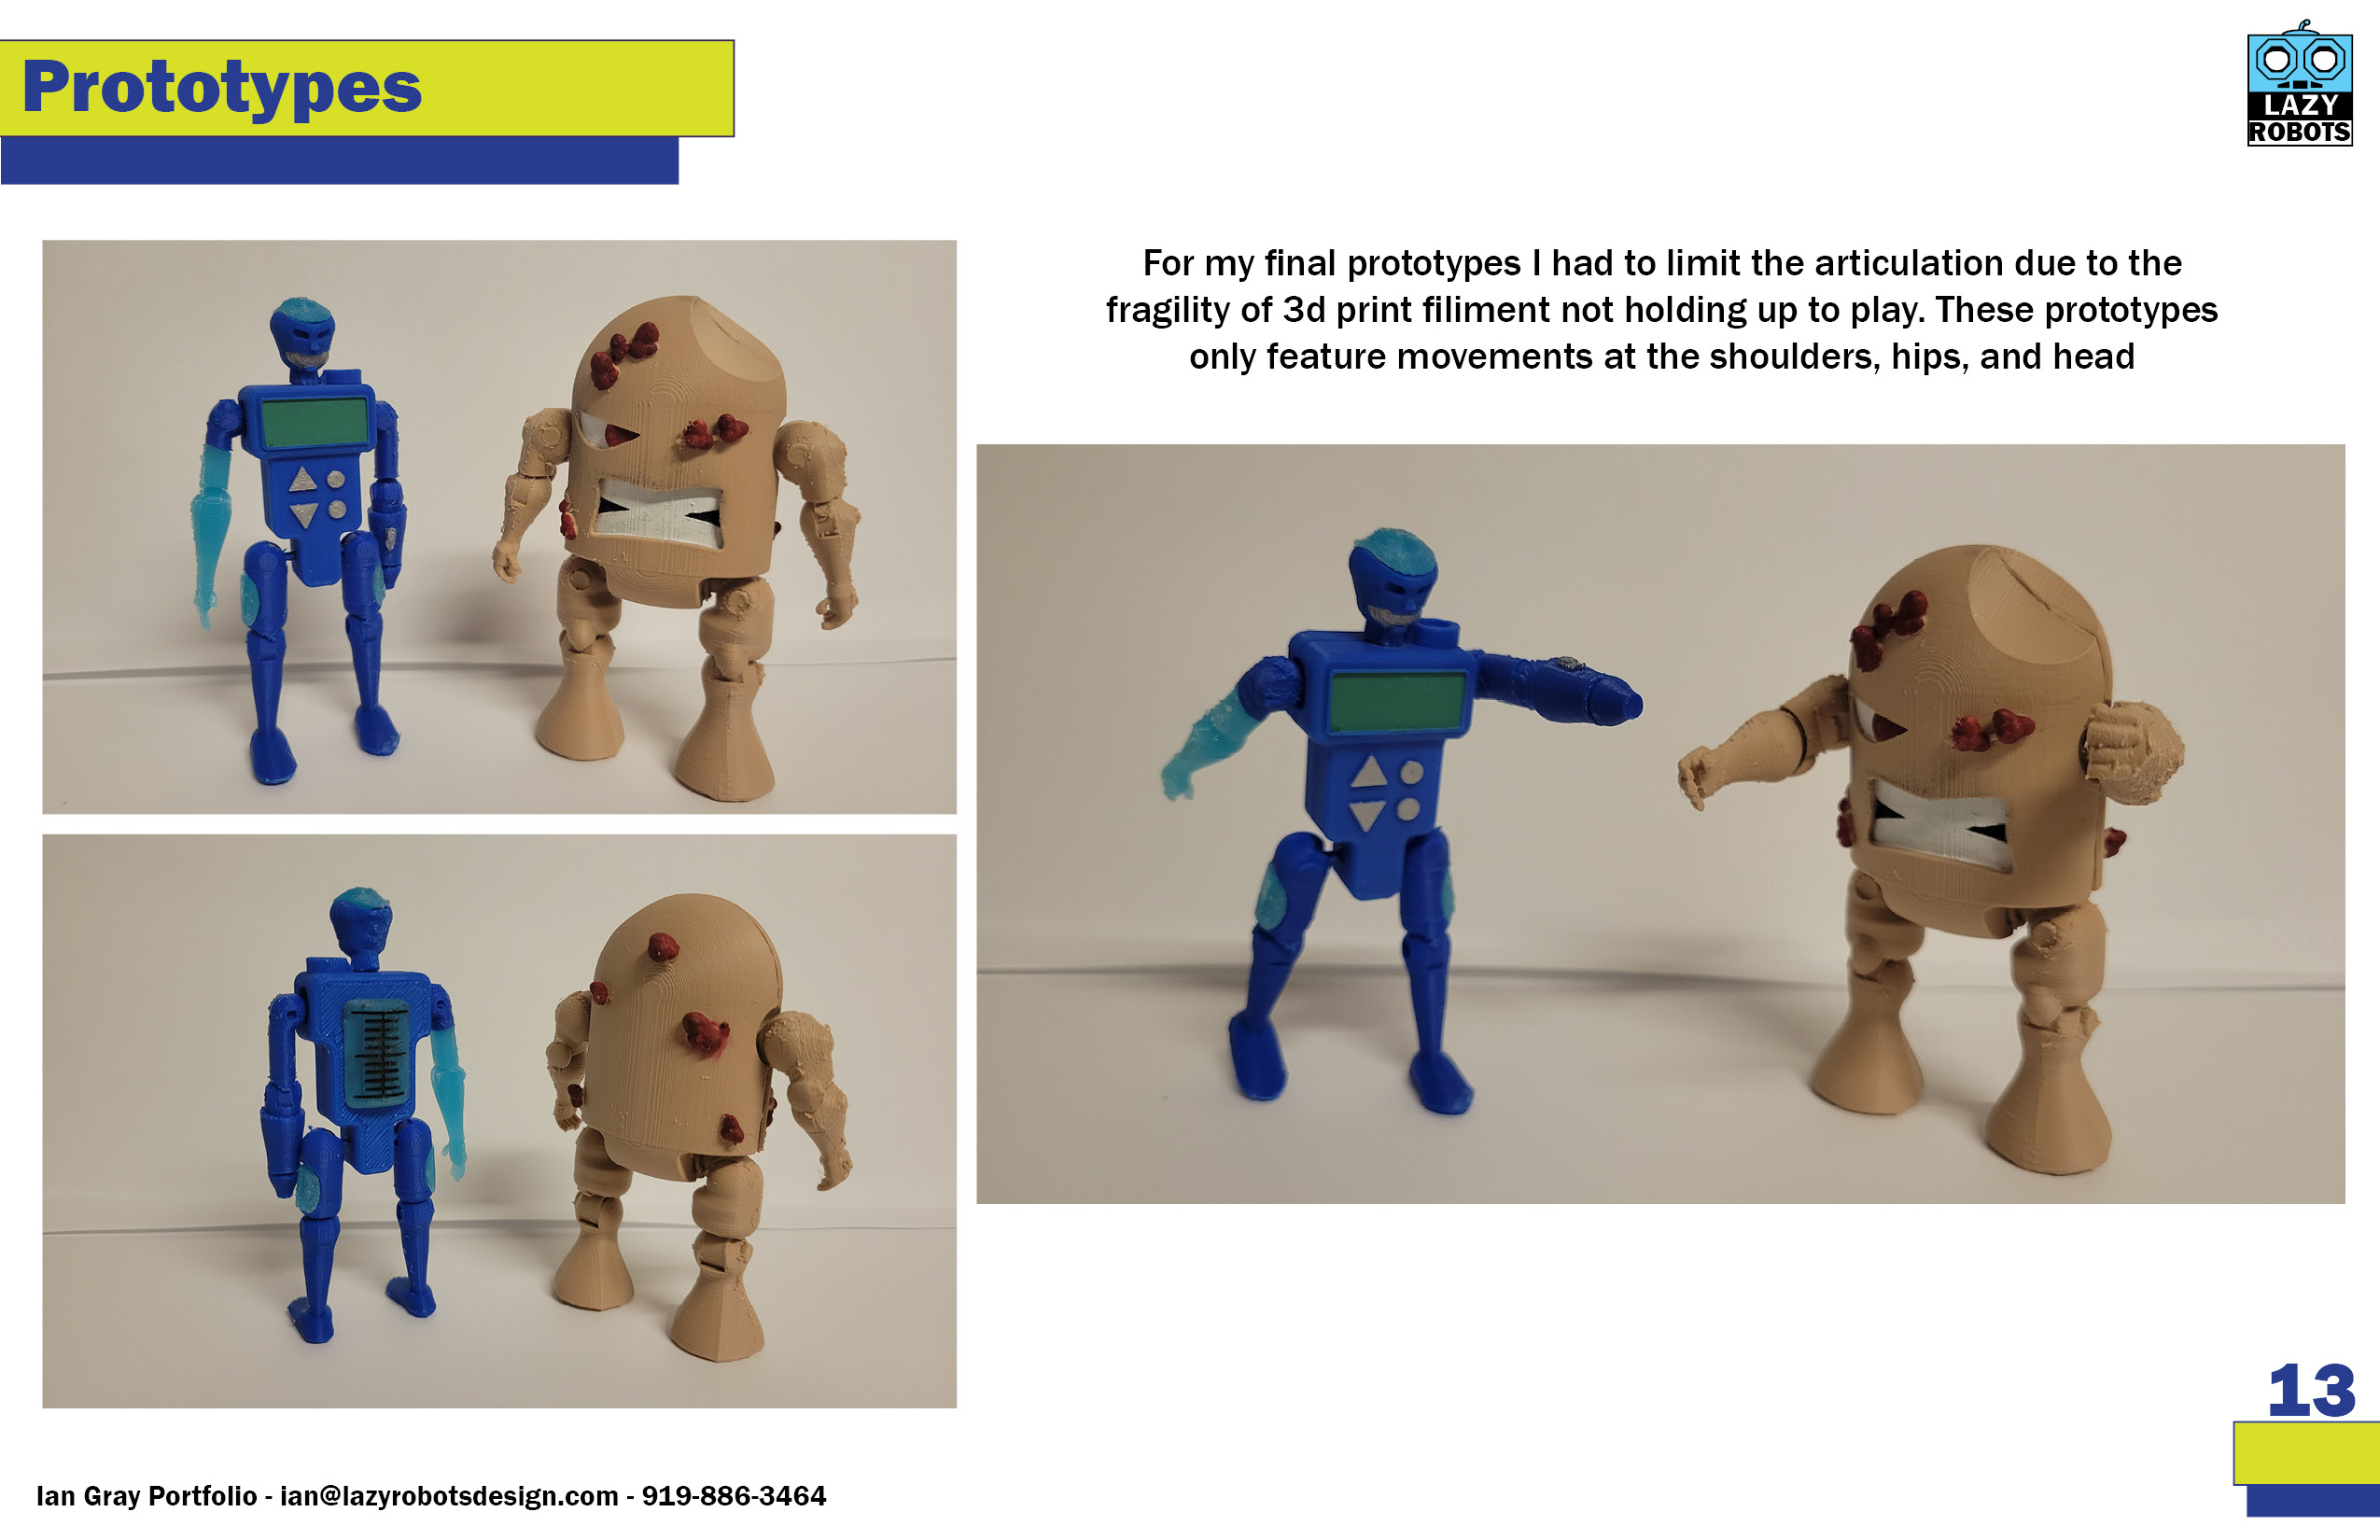 Prototypes
LAZY
ROBOTS
For my final prototypes I had to limit the articulation due to the
fragility of 3d print filiment not holding up to play. These prototypes
only feature movements at the shoulders, hips, and head
13
Ian Gray Portfolio - ian@lazyrobotsdesign.com - 919-886-3464